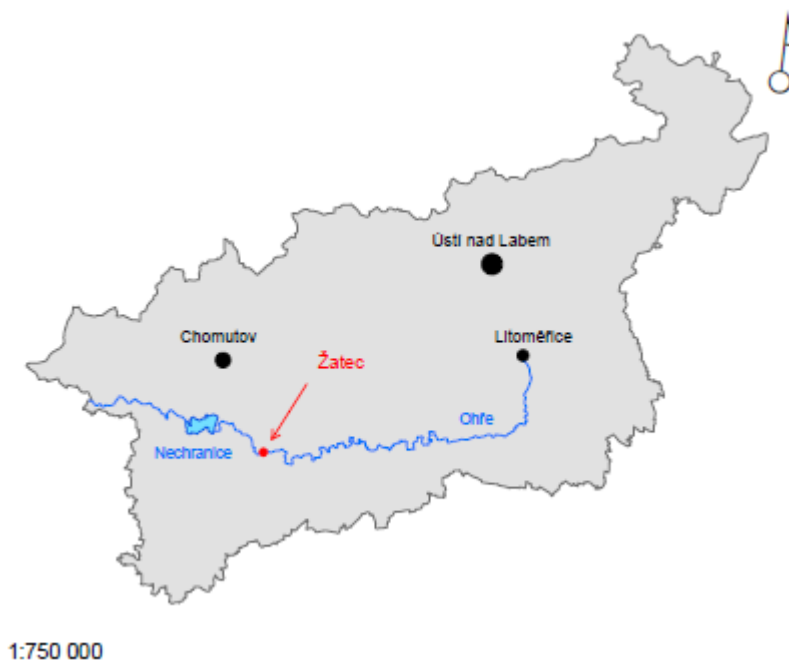 Ústí nad Labem
Chomutov
Litoměřice
Žatec
Ohře
Nechranice
1:750 000